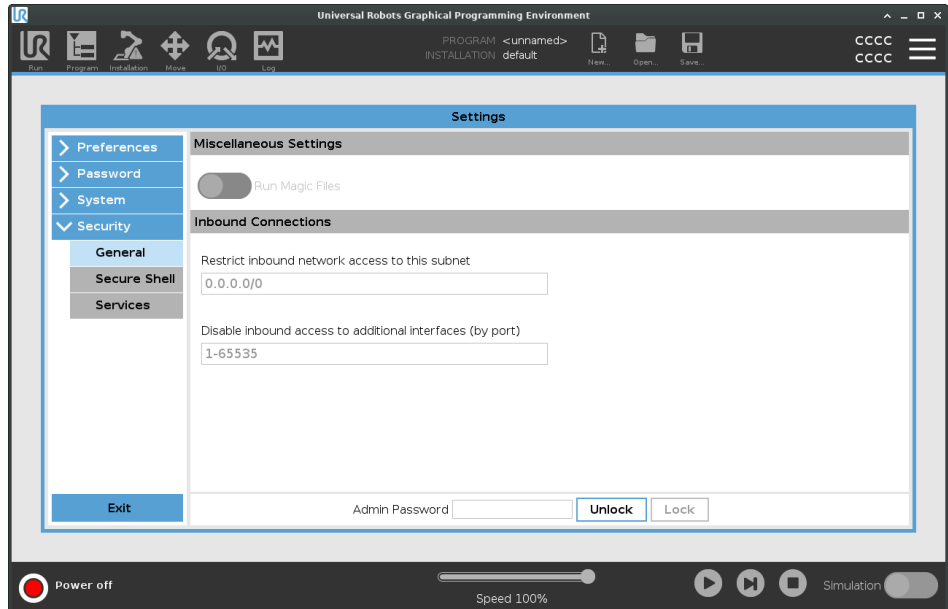 Universal Robots Graphical Programming Environment
UR
Run
Program
Installation
Move
I/O
Log
PROGRAM <unnamed>
INSTALLATION default
New...
Open...
Save...
CCCC
CCCC
Settings
Preferences
Password
System
Security
General
Secure Shell
Services
Exit
Miscellaneous Settings
Run Magic Files
Inbound Connections
Restrict inbound network access to this subnet
0.0.0.0/0
Disable inbound access to additional interfaces (by port)
1-65535
Admin Password
Unlock
Lock
Power off
Speed 100%
Simulation